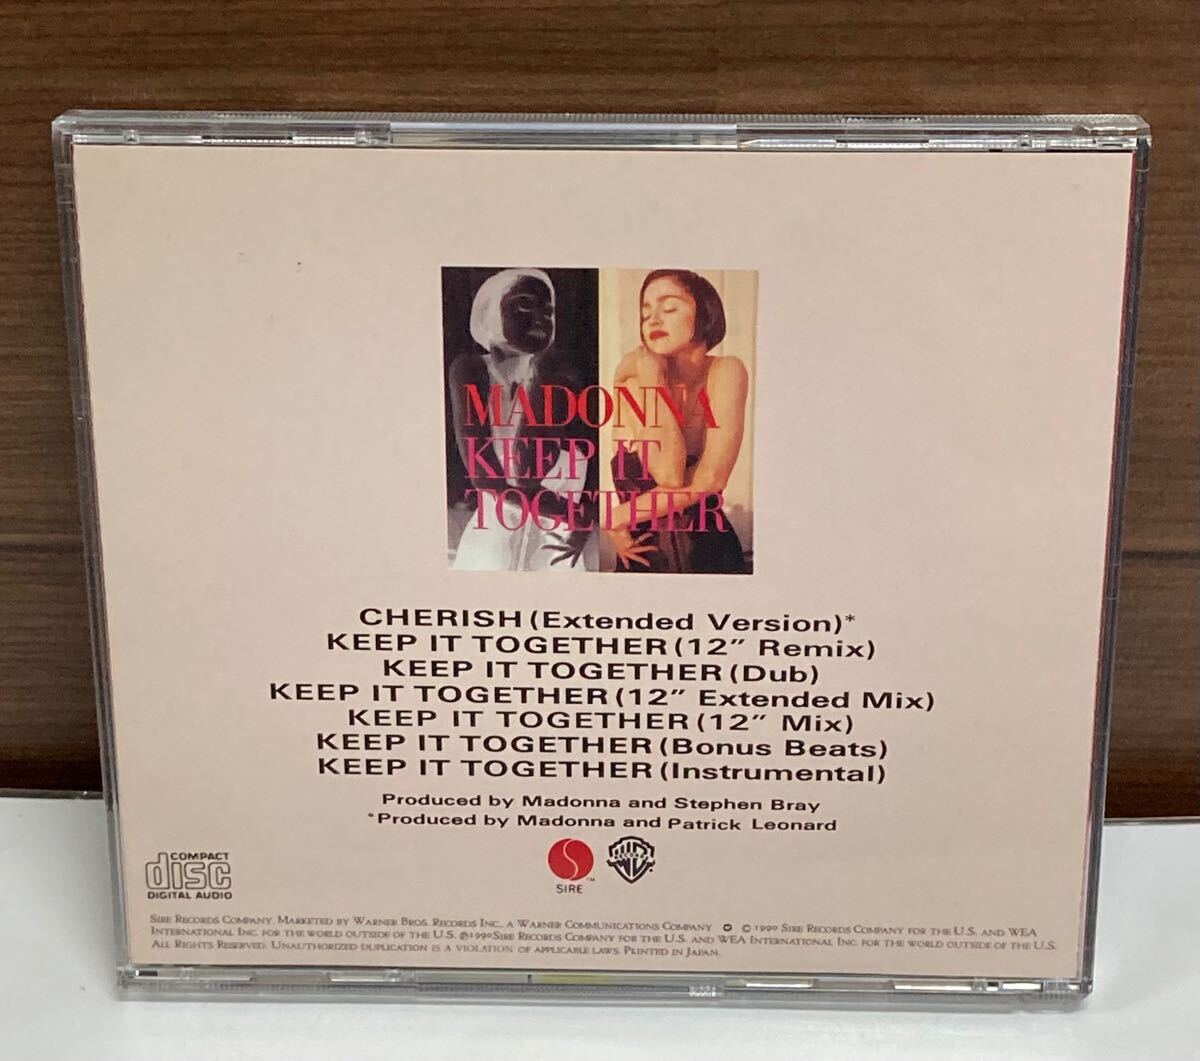 MADONNA
KEEP IT
TOGETHER
CHERISH (Extended Version)*
KEEP IT TOGETHER (12" Remix)
KEEP IT TOGETHER (Dub)
KEEP IT TOGETHER (12" Extended Mix)
KEEP IT TOGETHER (12" Mix)
KEEP IT TOGETHER (Bonus Beats)
KEEP IT TOGETHER (Instrumental)
Produced by Madonna and Stephen Bray
*Produced by Madonna and Patrick Leonard
COMPACT
disc
DIGITAL AUDIO
SIRE ™
SIRE RECORDS COMPANY. MARKETED BY WARNER BROS. RECORDS INC., A WARNER COMMUNICATIONS COMPANY © 1990 SIRE RECORDS COMPANY FOR THE U.S. AND WEA
INTERNATIONAL INC. FOR THE WORLD OUTSIDE OF THE U.S. ℗1990 SIRE RECORDS COMPANY FOR THE U.S. AND WEA INTERNATIONAL INC. FOR THE WORLD OUTSIDE OF THE U.S.
ALL RIGHTS RESERVED. UNAUTHORIZED DUPLICATION IS A VIOLATION OF APPLICABLE LAWS. PRINTED IN JAPAN.